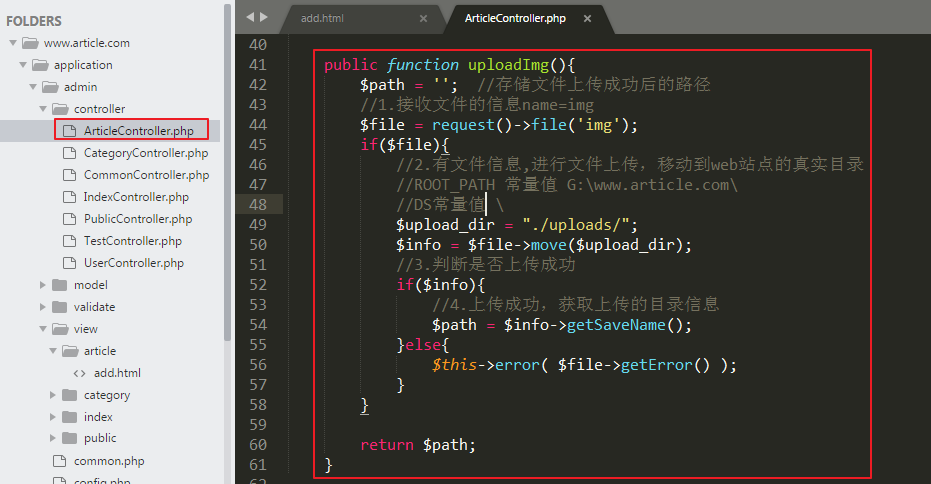 FOLDERS
www.article.com
application
admin
controller
ArticleController.php
CategoryController.php
CommonController.php
IndexController.php
PublicController.php
TestController.php
UserController.php
model
validate
view
article
<> add.html
category
index
public
common.php
config.php
add.html ×
ArticleController.php ×
40
41 public function uploadImg(){
42 $path = ''; //存储文件上传成功后的路径
43 //1.接收文件的信息name=img
44 $file = request()->file('img');
45 if($file){
46 //2.有文件信息,进行文件上传，移动到web站点的真实目录
47 //ROOT_PATH 常量值 G:\www.article.com\
48 //DS常量值 \
49 $upload_dir = "./uploads/";
50 $info = $file->move($upload_dir);
51 //3.判断是否上传成功
52 if($info){
53 //4.上传成功，获取上传的目录信息
54 $path = $info->getSaveName();
55 }else{
56 $this->error( $file->getError() );
57 }
58 }
59
60 return $path;
61 }
62